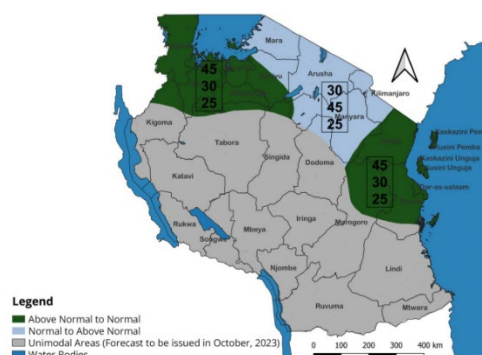 Mara
45
30
25
Arusha
30
45
25
Kilimanjaro
Manyara
Kigoma
Tabora
Singida
Dodoma
45
30
25
Kaskazini Pem
Kusini Pemba
Kaskazini Unguja
Kusini Unguja
Dar-es-salaam
Katavi
Rukwa
Songwe
Mbeya
Iringa
Morogoro
Njombe
Lindi
Ruvuma
Mtwara
Legend
Above Normal to Normal
Normal to Above Normal
Unimodal Areas (Forecast to be issued in October, 2023)
Water Bodies
0 100 200 300 400 km